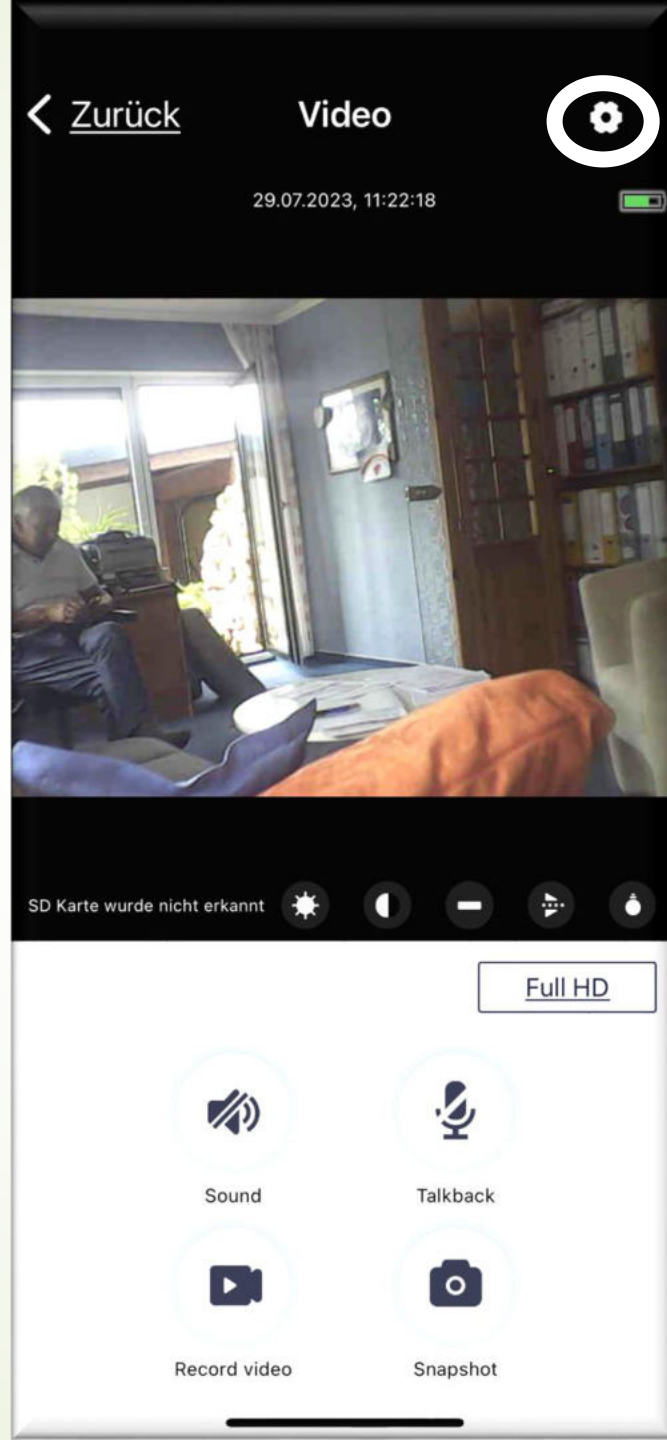 Zurück
Video
29.07.2023, 11:22:18
SD Karte wurde nicht erkannt
Full HD
Sound
Talkback
Record video
Snapshot